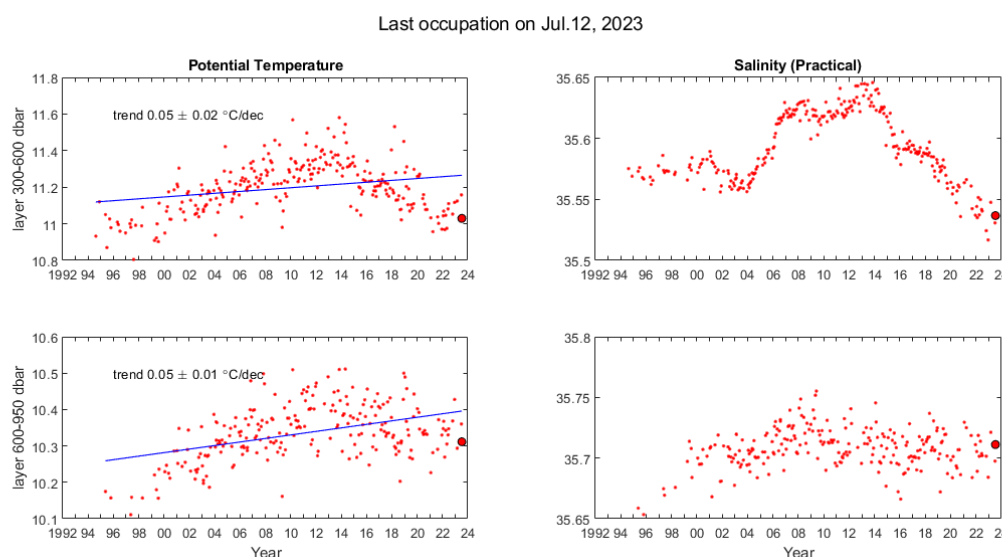 Last occupation on Jul.12, 2023
Potential Temperature
Salinity (Practical)
layer 300-600 dbar
11.8
11.6
11.4
11.2
11
10.8
trend 0.05 ± 0.02 °C/dec
1992 94 96 98 00 02 04 06 08 10 12 14 16 18 20 22 24
35.65
35.6
35.55
35.5
1992 94 96 98 00 02 04 06 08 10 12 14 16 18 20 22 24
layer 600-950 dbar
10.6
10.5
10.4
10.3
10.2
10.1
trend 0.05 ± 0.01 °C/dec
1992 94 96 98 00 02 04 06 08 10 12 14 16 18 20 22 24
Year
35.8
35.75
35.7
35.65
1992 94 96 98 00 02 04 06 08 10 12 14 16 18 20 22 24
Year